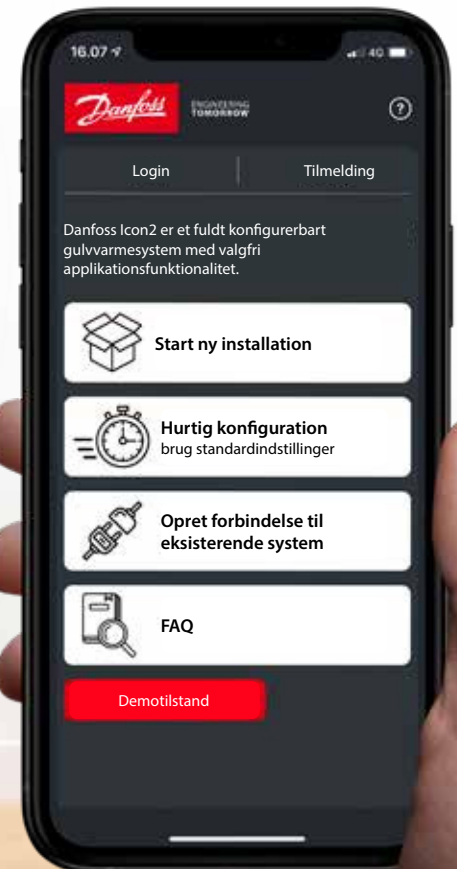 16.07
4G
Danfoss
ENGINEERING
TOMORROW
?
Login
Tilmelding
Danfoss Icon2 er et fuldt konfigurerbart
gulvvarmesystem med valgfri
applikationsfunktionalitet.
Start ny installation
Hurtig konfiguration
brug standardindstillinger
Opret forbindelse til
eksisterende system
FAQ
Demotilstand